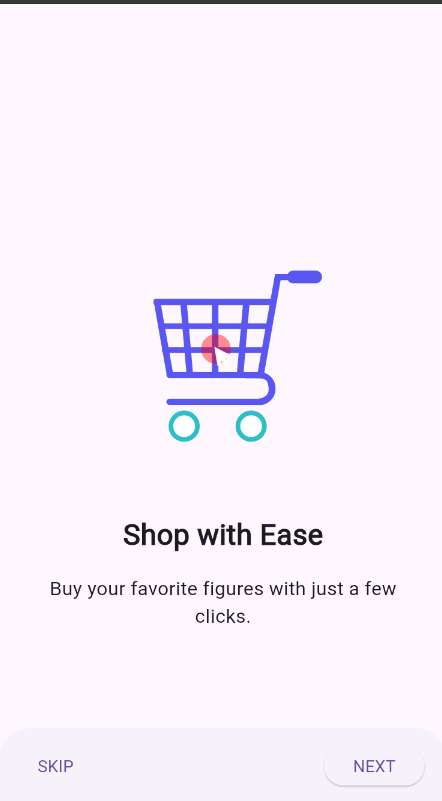 Shop with Ease
Buy your favorite figures with just a few
clicks.
SKIP
NEXT